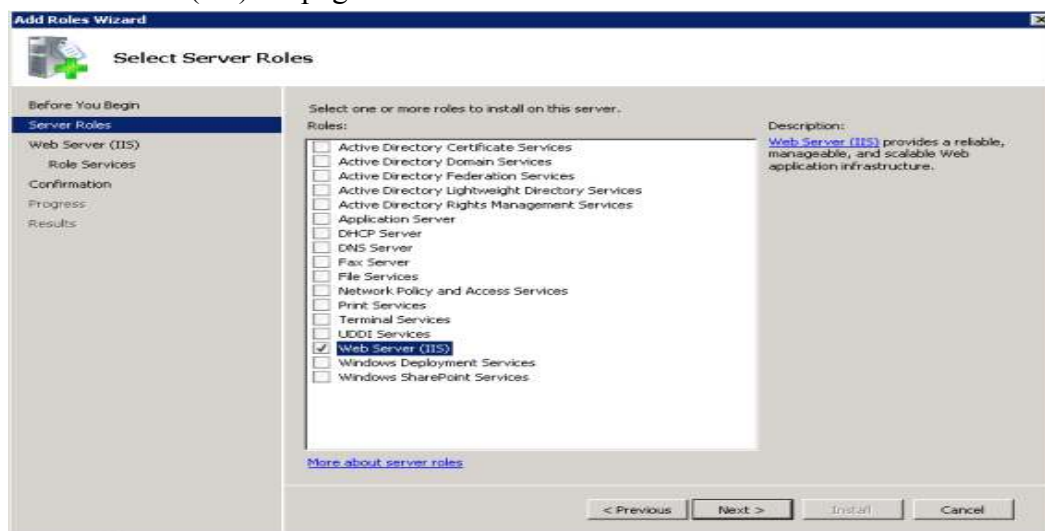 Add Roles Wizard
Select Server Roles
Before You Begin
Server Roles
Web Server (IIS)
Role Services
Confirmation
Progress
Results
Select one or more roles to install on this server.
Roles:
Active Directory Certificate Services
Active Directory Domain Services
Active Directory Federation Services
Active Directory Lightweight Directory Services
Active Directory Rights Management Services
Application Server
DHCP Server
DNS Server
Fax Server
File Services
Network Policy and Access Services
Print Services
Terminal Services
UDDI Services
Web Server (IIS)
Windows Deployment Services
Windows SharePoint Services
More about server roles
Description:
Web Server (IIS) provides a reliable,
manageable, and scalable Web
application infrastructure.
< Previous
Next >
Install
Cancel